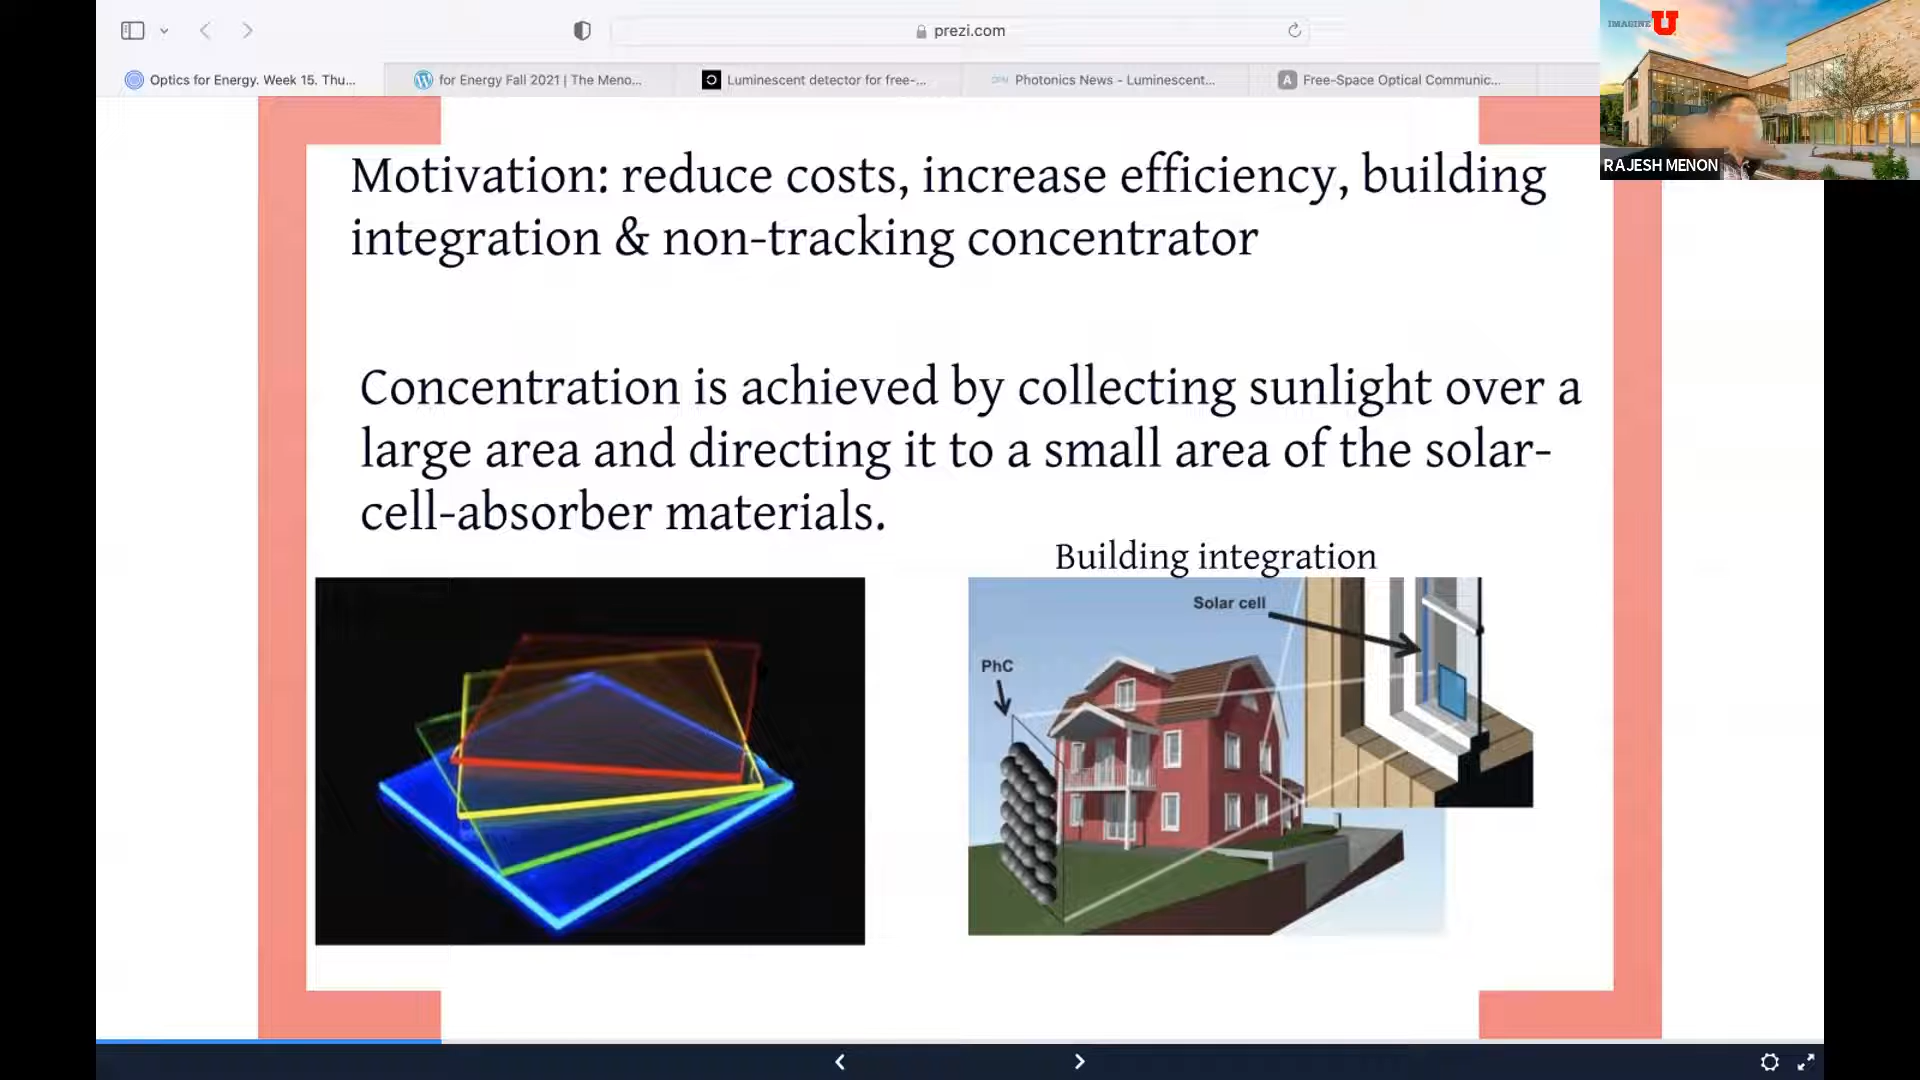 prezi.com
IMAGINE U
Optics for Energy. Week 15. Thu...
for Energy Fall 2021 | The Meno...
Luminescent detector for free-...
Photonics News - Luminescent...
A Free-Space Optical Communic...
RAJESH MENON
Motivation: reduce costs, increase efficiency, building
integration & non-tracking concentrator
Concentration is achieved by collecting sunlight over a
large area and directing it to a small area of the solar-
cell-absorber materials.
Building integration
Solar cell
PhC